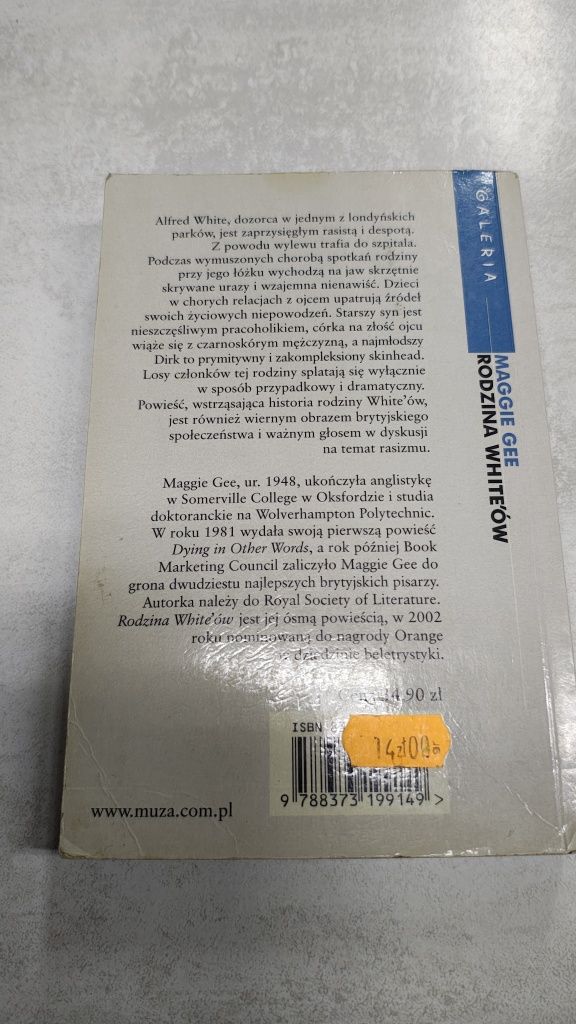 Alfred White, dozorca w jednym z londyńskich
parków, jest zaprzysięgłym rasistą i despotą.
Z powodu wylewu trafia do szpitala.
Podczas wymuszonych chorobą spotkań rodziny
przy jego łóżku wychodzą na jaw skrzętnie
skrywane urazy i wzajemna nienawiść. Dzieci
w chorych relacjach z ojcem upatrują źródeł
swoich życiowych niepowodzeń. Starszy syn jest
nieszczęśliwym pracoholikiem, córka na złość ojcu
wiąże się z czarnoskórym mężczyzną, a najmłodszy
Dirk to prymitywny i zakompleksiony skinhead.
Losy członków tej rodziny splatają się wyłącznie
w sposób przypadkowy i dramatyczny.
Powieść, wstrząsająca historia rodziny White'ów,
jest również wiernym obrazem brytyjskiego
społeczeństwa i ważnym głosem w dyskusji
na temat rasizmu.
Maggie Gee, ur. 1948, ukończyła anglistykę
w Somerville College w Oksfordzie i studia
doktoranckie na Wolverhampton Polytechnic.
W roku 1981 wydała swoją pierwszą powieść
Dying in Other Words, a rok później Book
Marketing Council zaliczyło Maggie Gee do
grona dwudziestu najlepszych brytyjskich pisarzy.
Autorka należy do Royal Society of Literature.
Rodzina White'ów jest jej ósmą powieścią, w 2002
roku nominowaną do nagrody Orange
w dziedzinie beletrystyki.
Cena 14.90 zł
ISBN
14zł00gr
9 788373 199149 >
www.muza.com.pl
GALERIA
MAGGIE GEE
RODZINA WHITE'ÓW